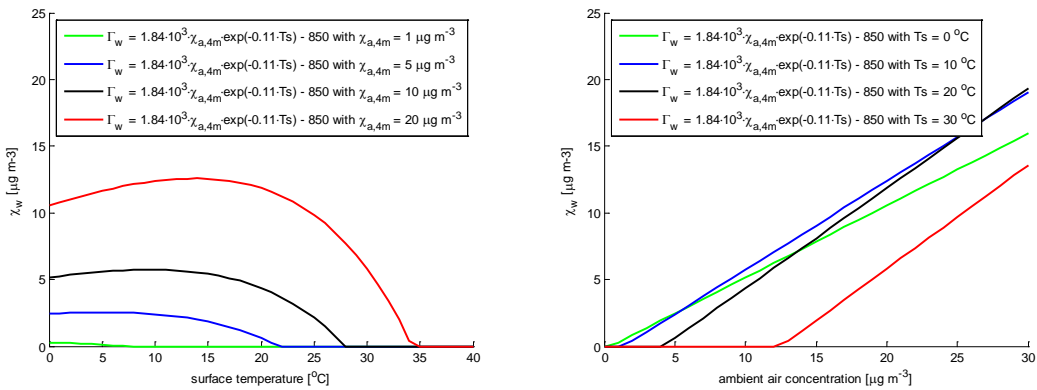 25
20
15
10
5
0
χw [μg m-3]
Γw = 1.84·10³·χa,4m·exp(-0.11·Ts) - 850 with χa,4m = 1 μg m-3
Γw = 1.84·10³·χa,4m·exp(-0.11·Ts) - 850 with χa,4m = 5 μg m-3
Γw = 1.84·10³·χa,4m·exp(-0.11·Ts) - 850 with χa,4m = 10 μg m-3
Γw = 1.84·10³·χa,4m·exp(-0.11·Ts) - 850 with χa,4m = 20 μg m-3
0 5 10 15 20 25 30 35 40
surface temperature [°C]
25
20
15
10
5
0
χw [μg m-3]
Γw = 1.84·10³·χa,4m·exp(-0.11·Ts) - 850 with Ts = 0 °C
Γw = 1.84·10³·χa,4m·exp(-0.11·Ts) - 850 with Ts = 10 °C
Γw = 1.84·10³·χa,4m·exp(-0.11·Ts) - 850 with Ts = 20 °C
Γw = 1.84·10³·χa,4m·exp(-0.11·Ts) - 850 with Ts = 30 °C
0 5 10 15 20 25 30
ambient air concentration [μg m⁻³]